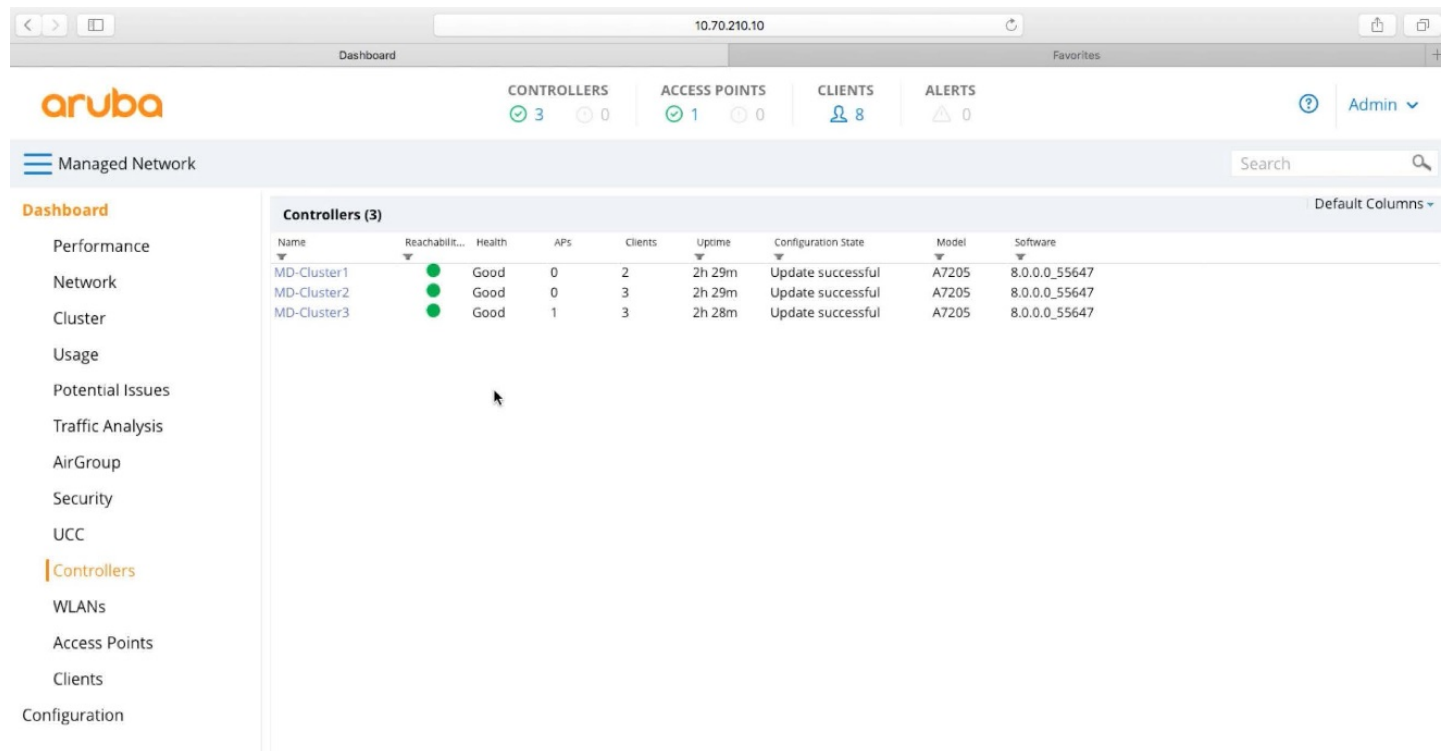 10.70.210.10
Dashboard Favorites
aruba
CONTROLLERS ACCESS POINTS CLIENTS ALERTS
3 0 1 0 8 0
? Admin
Managed Network
Search
Dashboard
Performance
Network
Cluster
Usage
Potential Issues
Traffic Analysis
AirGroup
Security
UCC
Controllers
WLANs
Access Points
Clients
Configuration
Controllers (3)
Default Columns
Name Reachabilit... Health APs Clients Uptime Configuration State Model Software
MD-Cluster1 Good 0 2 2h 29m Update successful A7205 8.0.0.0_55647
MD-Cluster2 Good 0 3 2h 29m Update successful A7205 8.0.0.0_55647
MD-Cluster3 Good 1 3 2h 28m Update successful A7205 8.0.0.0_55647